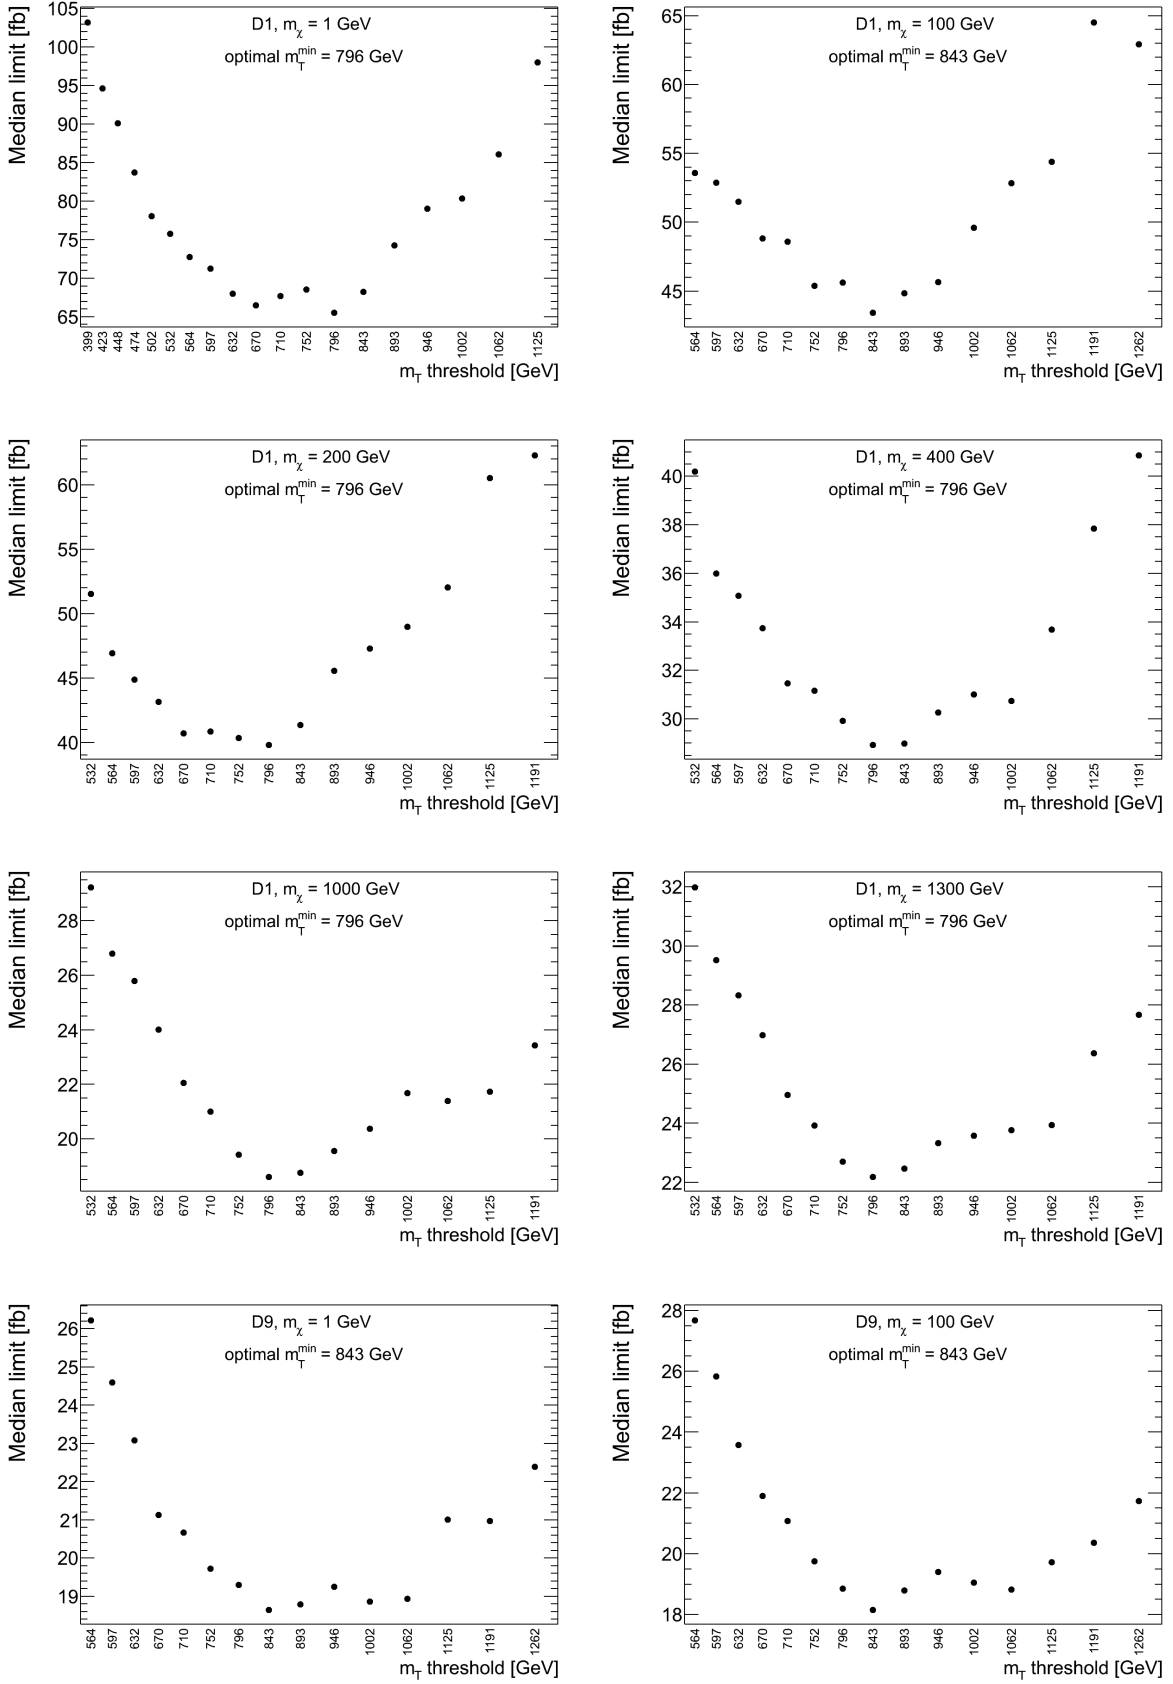 Median limit [fb]
D1, mχ = 1 GeV
optimal m_T^min = 796 GeV
105
100
95
90
85
80
75
70
65
399 423 448 474 502 532 564 597 632 670 710 752 796 843 893 946 1002 1062 1125
m_T threshold [GeV]
Median limit [fb]
D1, mχ = 100 GeV
optimal m_T^min = 843 GeV
65
60
55
50
45
564 597 632 670 710 752 796 843 893 946 1002 1062 1125 1191 1262
m_T threshold [GeV]
Median limit [fb]
D1, mχ = 200 GeV
optimal m_T^min = 796 GeV
60
55
50
45
40
532 564 597 632 670 710 752 796 843 893 946 1002 1062 1125 1191
m_T threshold [GeV]
Median limit [fb]
D1, mχ = 400 GeV
optimal m_T^min = 796 GeV
40
38
36
34
32
30
532 564 597 632 670 710 752 796 843 893 946 1002 1062 1125 1191
m_T threshold [GeV]
Median limit [fb]
D1, mχ = 1000 GeV
optimal m_T^min = 796 GeV
28
26
24
22
20
532 564 597 632 670 710 752 796 843 893 946 1002 1062 1125 1191
m_T threshold [GeV]
Median limit [fb]
D1, mχ = 1300 GeV
optimal m_T^min = 796 GeV
32
30
28
26
24
22
532 564 597 632 670 710 752 796 843 893 946 1002 1062 1125 1191
m_T threshold [GeV]
Median limit [fb]
D9, mχ = 1 GeV
optimal m_T^min = 843 GeV
26
25
24
23
22
21
20
19
564 597 632 670 710 752 796 843 893 946 1002 1062 1125 1191 1262
m_T threshold [GeV]
Median limit [fb]
D9, mχ = 100 GeV
optimal m_T^min = 843 GeV
28
26
24
22
20
18
564 597 632 670 710 752 796 843 893 946 1002 1062 1125 1191 1262
m_T threshold [GeV]